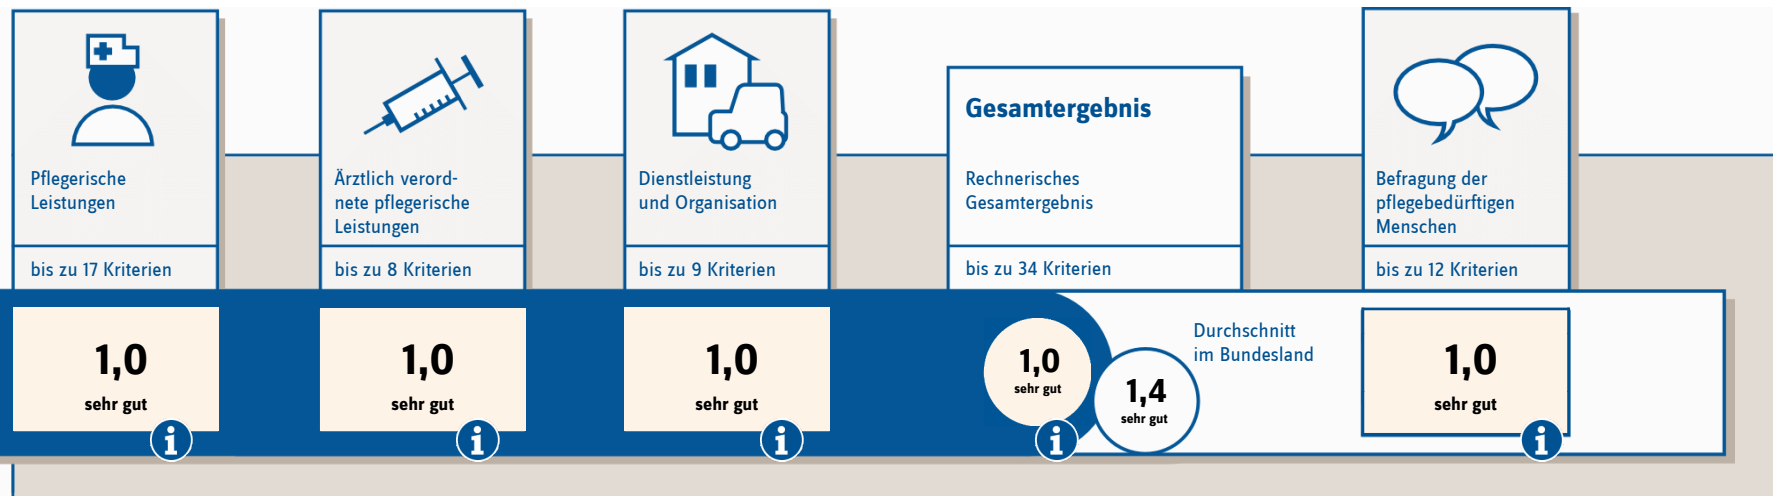 Pflegerische
Leistungen
bis zu 17 Kriterien
1,0
sehr gut
i
Ärztlich verord-
nete pflegerische
Leistungen
bis zu 8 Kriterien
1,0
sehr gut
i
Dienstleistung
und Organisation
bis zu 9 Kriterien
1,0
sehr gut
i
Gesamtergebnis
Rechnerisches
Gesamtergebnis
bis zu 34 Kriterien
1,0
sehr gut
i
1,4
sehr gut
Durchschnitt
im Bundesland
Befragung der
pflegebedürftigen
Menschen
bis zu 12 Kriterien
1,0
sehr gut
i